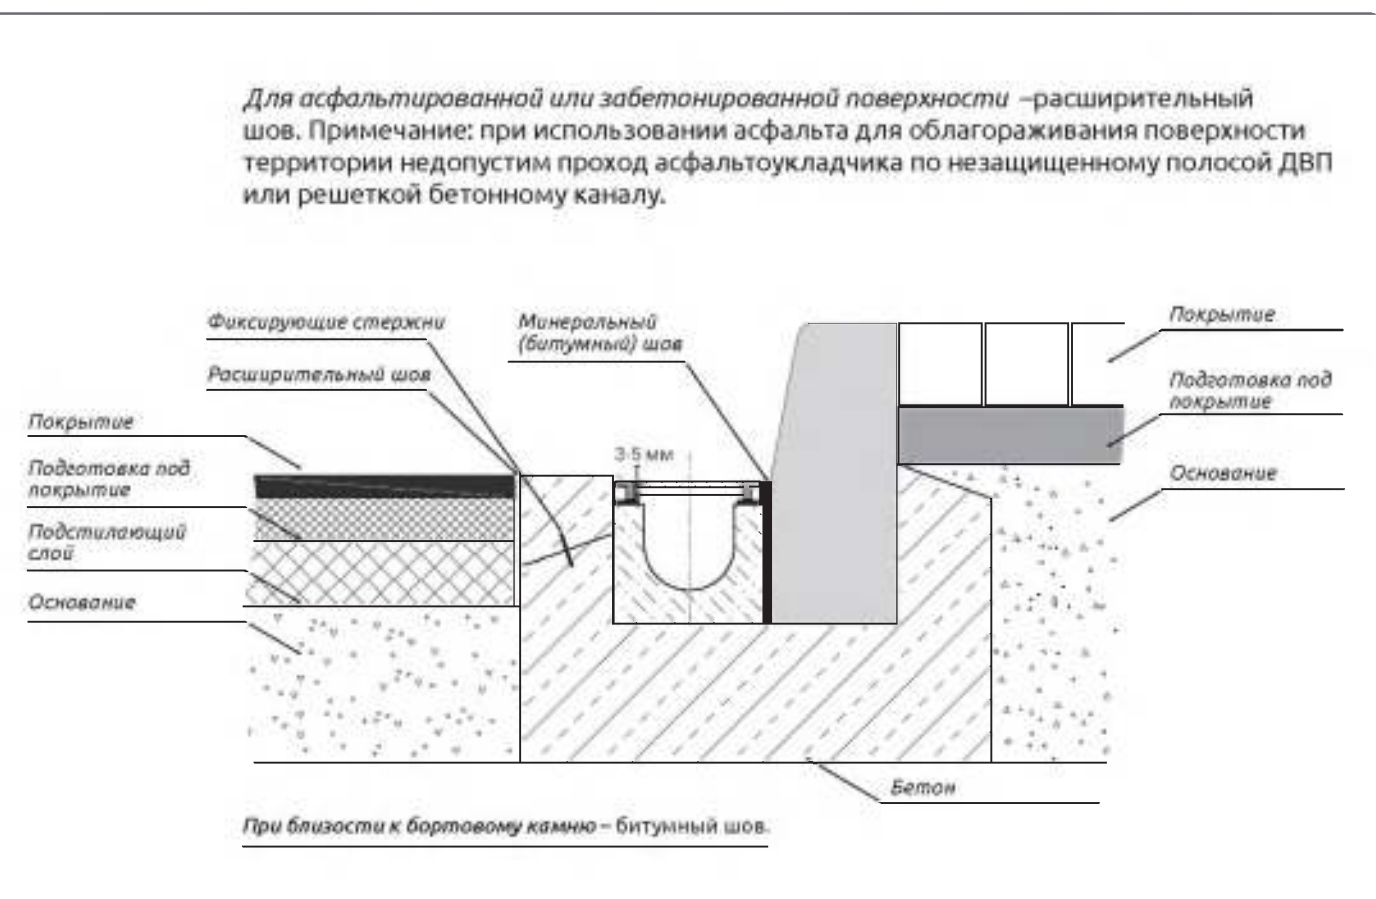 Для асфальтированной или забетонированной поверхности –расширительный
шов. Примечание: при использовании асфальта для облагораживания поверхности
территории недопустим проход асфальтоукладчика по незащищенному полосой ДВП
или решеткой бетонному каналу.
Фиксирующие стержни
Расширительный шов
Минеральный
(битумный) шов
Покрытие
Подготовка под
покрытие
Основание
Покрытие
Подготовка под
покрытие
Подстилающий
слой
Основание
3-5 мм
Бетон
При близости к бортовому камню – битумный шов.